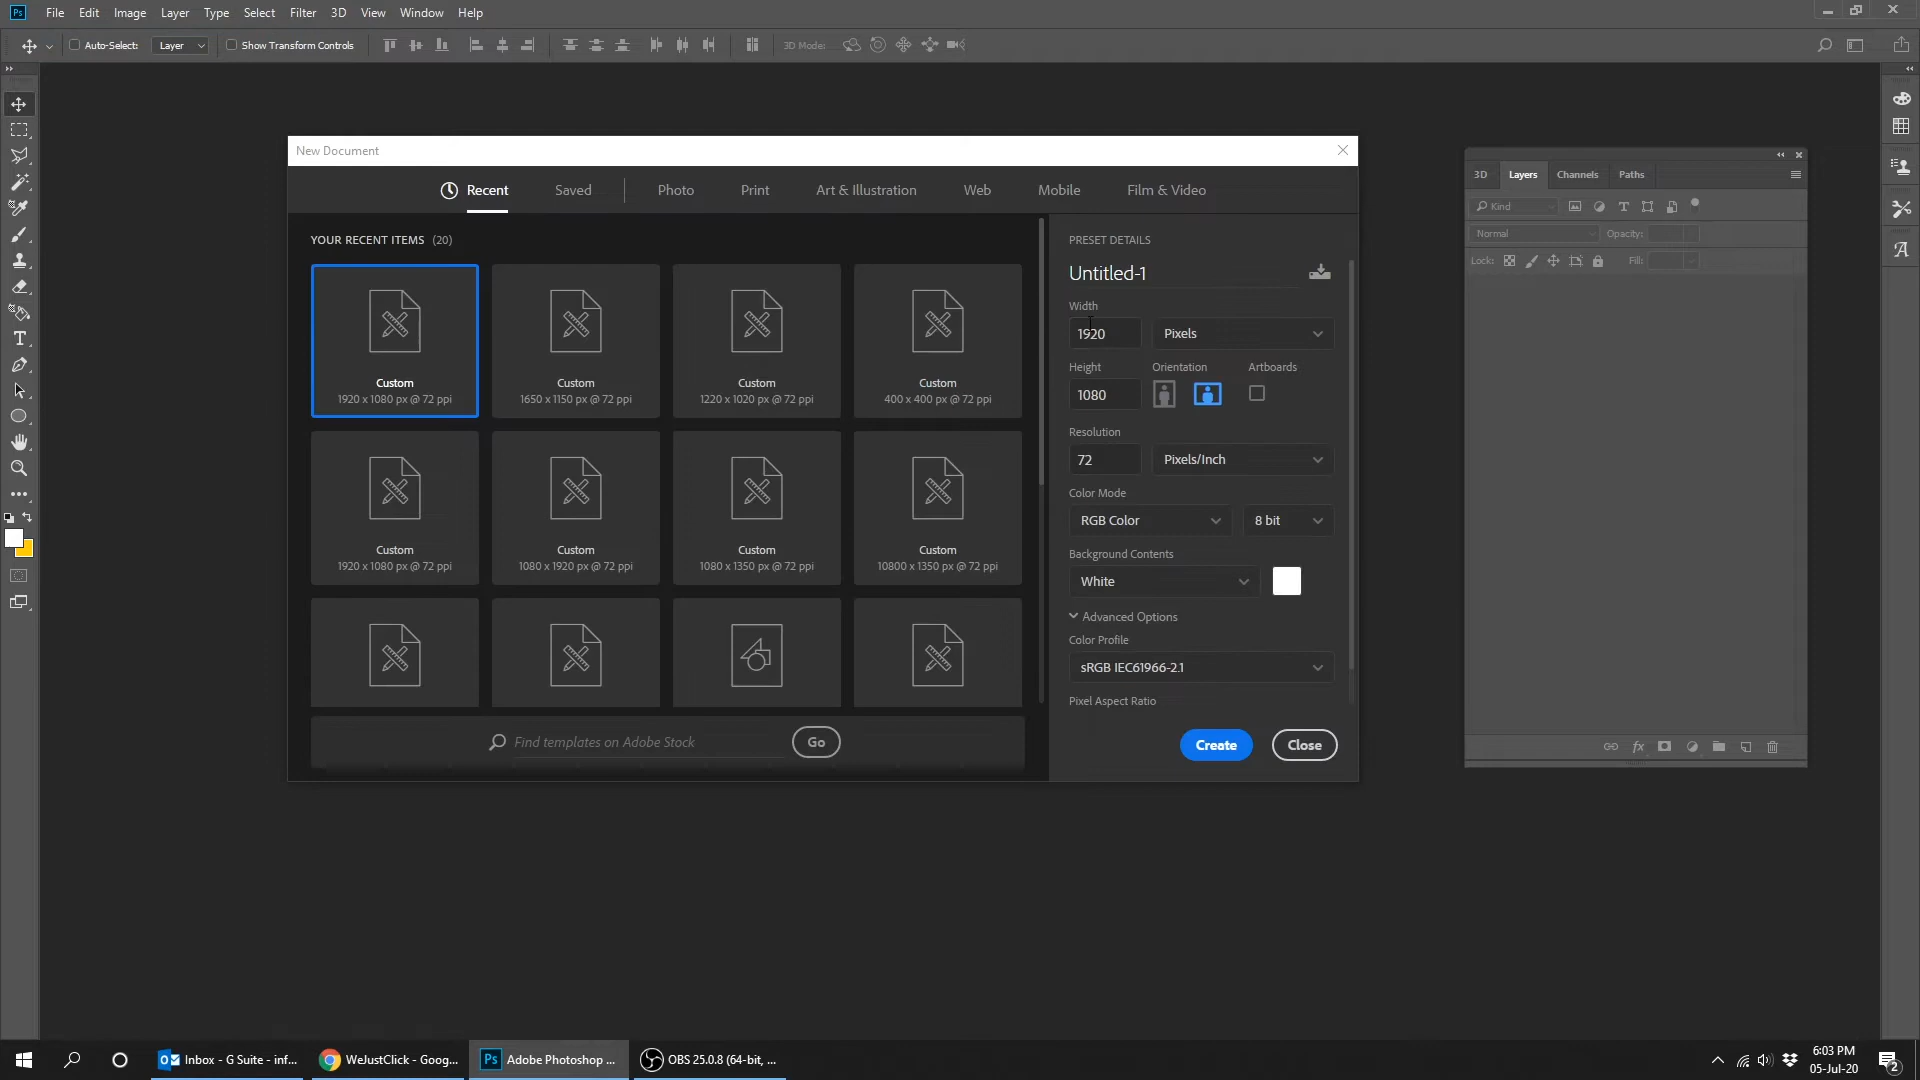 Ps File Edit Image Layer Type Select Filter 3D View Window Help
Auto-Select: Layer Show Transform Controls 3D Mode:
New Document
Recent Saved Photo Print Art & Illustration Web Mobile Film & Video
YOUR RECENT ITEMS (20)
Custom Custom Custom Custom
1920 x 1080 px @ 72 ppi 1650 x 1150 px @ 72 ppi 1220 x 1020 px @ 72 ppi 400 x 400 px @ 72 ppi
Custom Custom Custom Custom
1920 x 1080 px @ 72 ppi 1080 x 1920 px @ 72 ppi 1080 x 1350 px @ 72 ppi 10800 x 1350 px @ 72 ppi
Find templates on Adobe Stock Go
PRESET DETAILS
Untitled-1
Width
1920 Pixels
Height Orientation Artboards
1080
Resolution
72 Pixels/Inch
Color Mode
RGB Color 8 bit
Background Contents
White
Advanced Options
Color Profile
sRGB IEC61966-2.1
Pixel Aspect Ratio
Create Close
3D Layers Channels Paths
Kind
Normal Opacity:
Lock: Fill:
fx
Inbox - G Suite - inf... WeJustClick - Goog... Ps Adobe Photoshop ... OBS 25.0.8 (64-bit, ...
6:03 PM
05-Jul-20
2